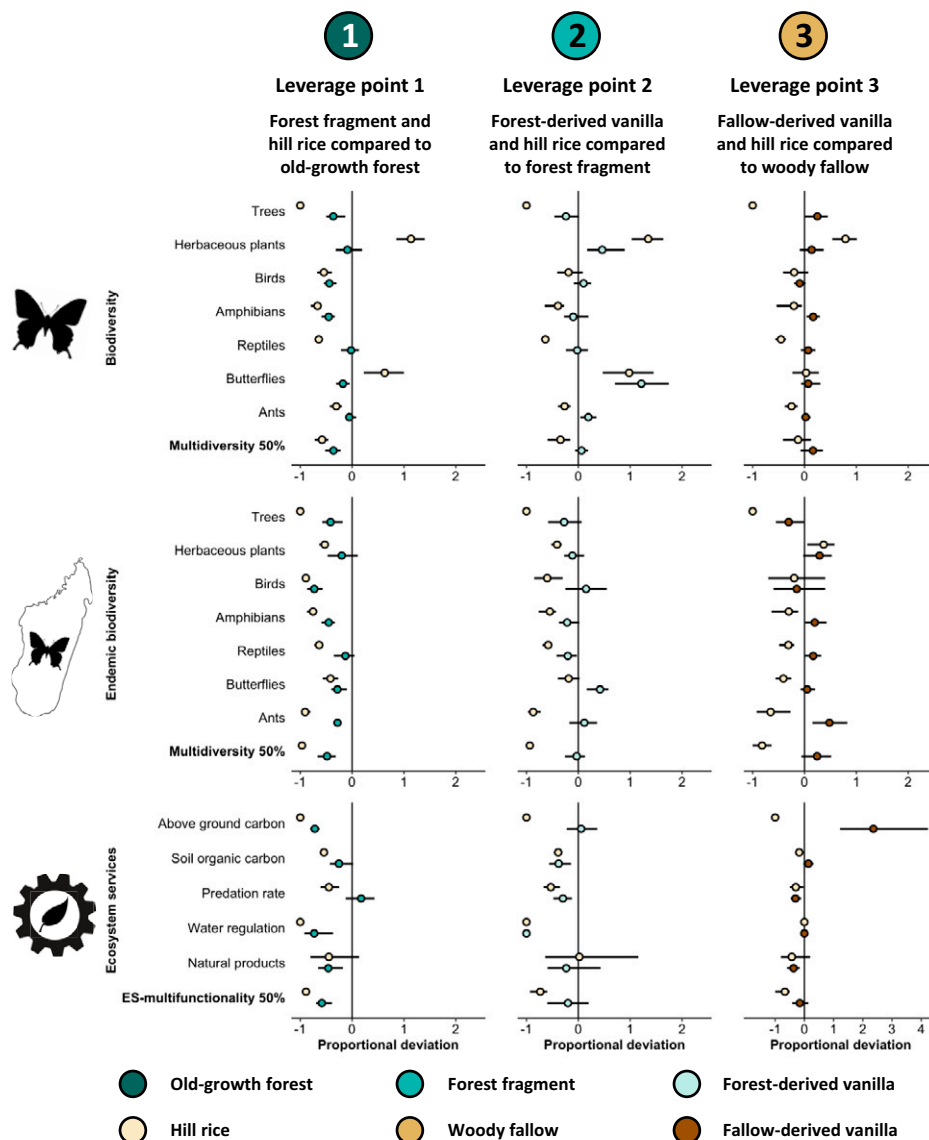 1
2
3
Leverage point 1
Leverage point 2
Leverage point 3
Forest fragment and
hill rice compared to
old-growth forest
Forest-derived vanilla
and hill rice compared
to forest fragment
Fallow-derived vanilla
and hill rice compared
to woody fallow
Biodiversity
Trees
Herbaceous plants
Birds
Amphibians
Reptiles
Butterflies
Ants
Multidiversity 50%
-1 0 1 2
-1 0 1 2
-1 0 1 2
Endemic biodiversity
Trees
Herbaceous plants
Birds
Amphibians
Reptiles
Butterflies
Ants
Multidiversity 50%
-1 0 1 2
-1 0 1 2
-1 0 1 2
Ecosystem services
Above ground carbon
Soil organic carbon
Predation rate
Water regulation
Natural products
ES-multifunctionality 50%
-1 0 1 2
-1 0 1 2
-1 0 1 2 3 4
Proportional deviation
Proportional deviation
Proportional deviation
Old-growth forest
Forest fragment
Forest-derived vanilla
Hill rice
Woody fallow
Fallow-derived vanilla